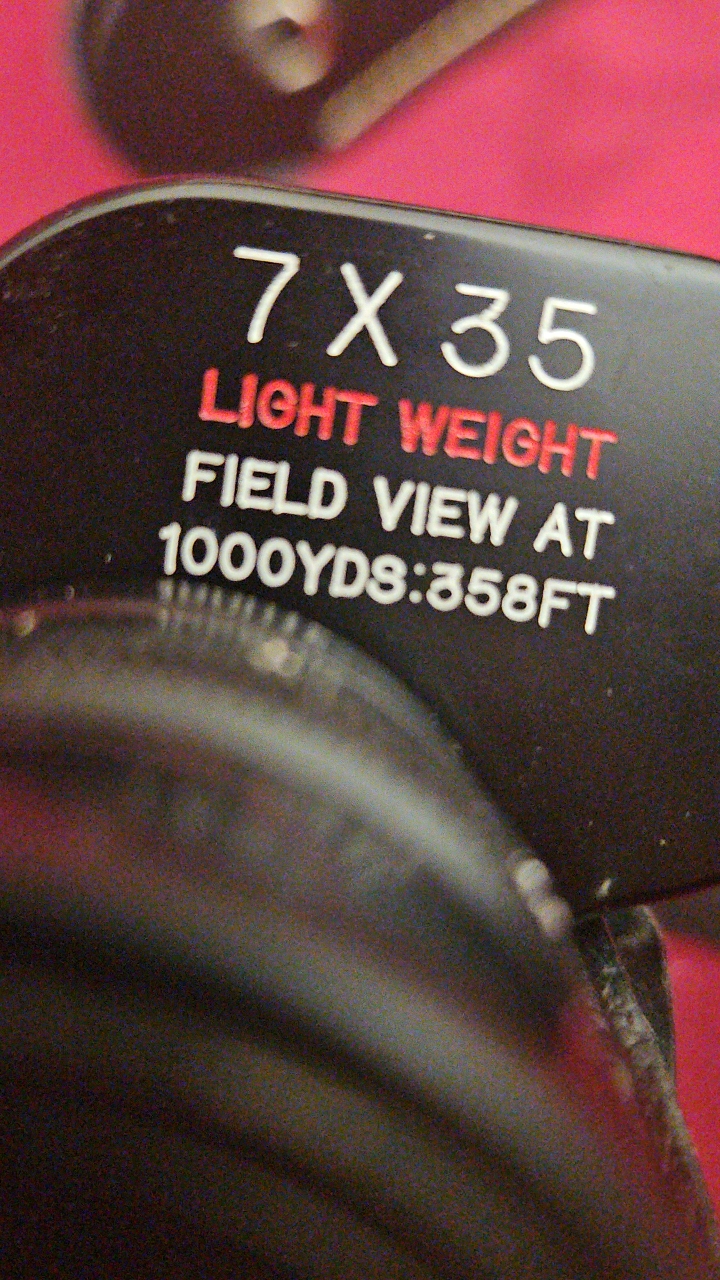 7 X 35
LIGHT WEIGHT
FIELD VIEW AT
1000YDS:358FT